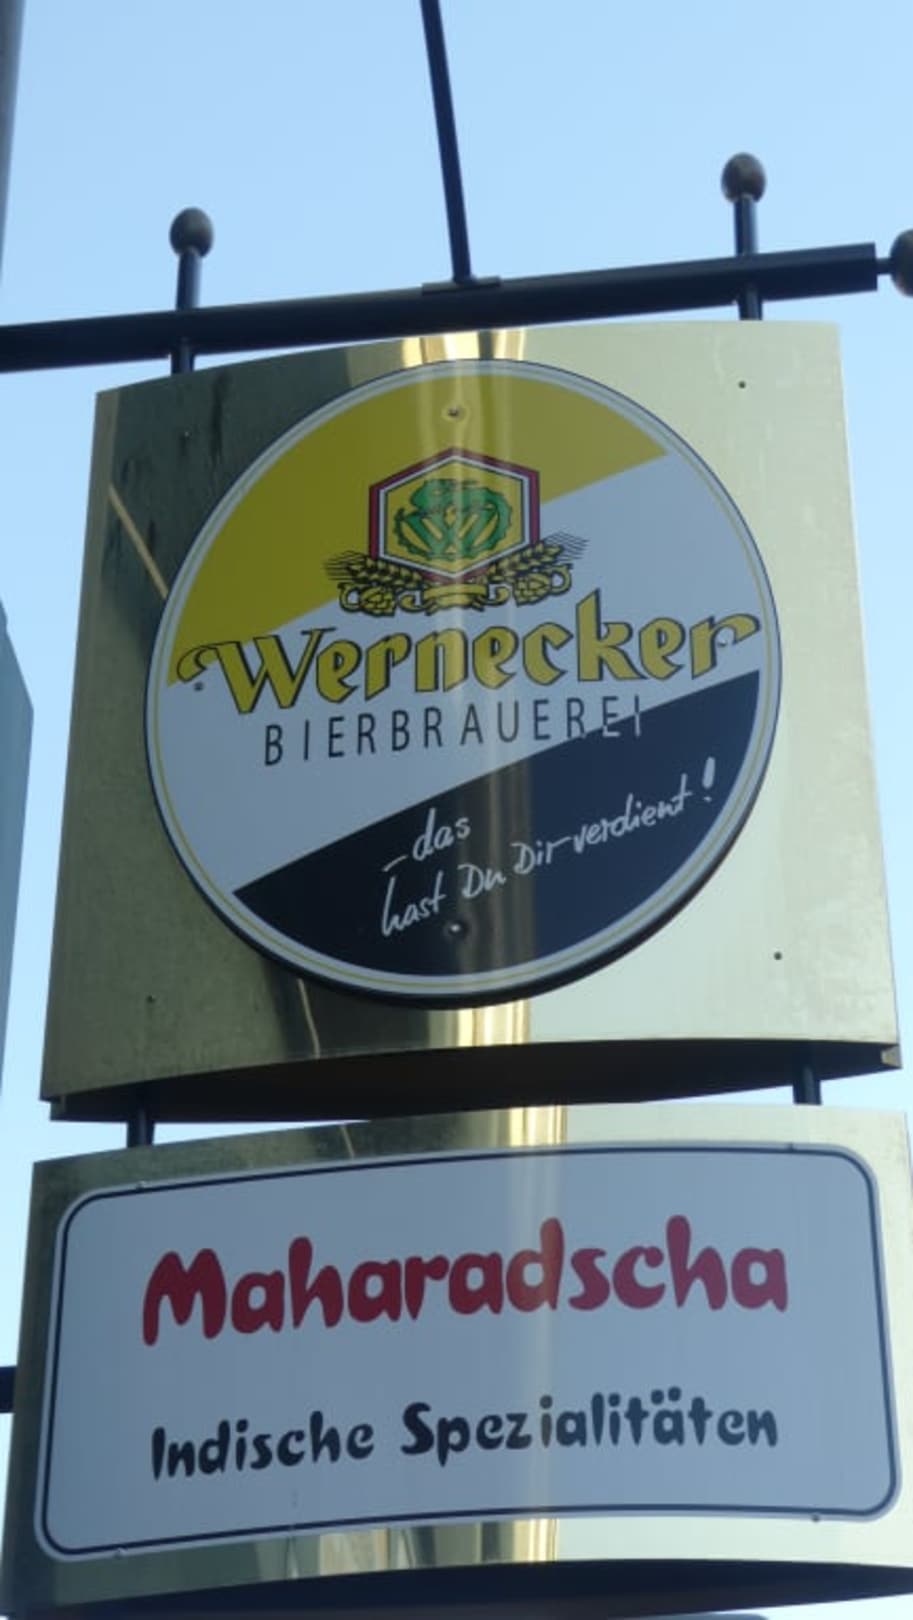 Wernecker
BIERBRAUEREI
- das
hast Du Dir verdient!
Maharadscha
Indische Spezialitäten